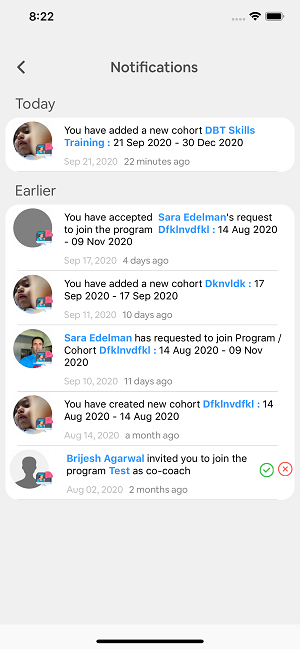 8:22
Notifications
Today
You have added a new cohort DBT Skills
Training : 21 Sep 2020 - 30 Dec 2020
Sep 21, 2020 22 minutes ago
Earlier
You have accepted Sara Edelman's request
to join the program Dfklnvdfkl : 14 Aug 2020
- 09 Nov 2020
Sep 17, 2020 4 days ago
You have added a new cohort Dknvldk : 17
Sep 2020 - 17 Sep 2020
Sep 11, 2020 10 days ago
Sara Edelman has requested to join Program /
Cohort Dfklnvdfkl : 14 Aug 2020 - 09 Nov
2020
Sep 10, 2020 11 days ago
You have created new cohort Dfklnvdfkl : 14
Aug 2020 - 14 Aug 2020
Aug 14, 2020 a month ago
Brijesh Agarwal invited you to join the
program Test as co-coach
Aug 02, 2020 2 months ago